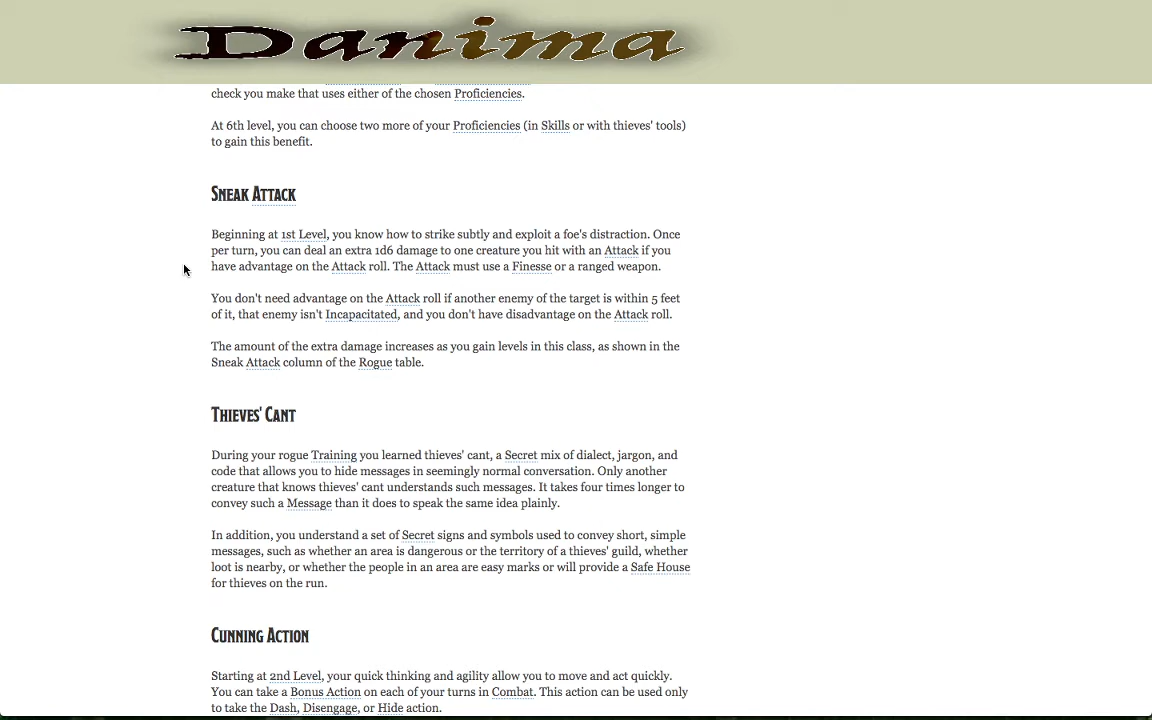 Danima
check you make that uses either of the chosen Proficiencies.
At 6th level, you can choose two more of your Proficiencies (in Skills or with thieves' tools)
to gain this benefit.
Sneak Attack
Beginning at 1st Level, you know how to strike subtly and exploit a foe's distraction. Once
per turn, you can deal an extra 1d6 damage to one creature you hit with an Attack if you
have advantage on the Attack roll. The Attack must use a Finesse or a ranged weapon.
You don't need advantage on the Attack roll if another enemy of the target is within 5 feet
of it, that enemy isn't Incapacitated, and you don't have disadvantage on the Attack roll.
The amount of the extra damage increases as you gain levels in this class, as shown in the
Sneak Attack column of the Rogue table.
Thieves' Cant
During your rogue Training you learned thieves' cant, a Secret mix of dialect, jargon, and
code that allows you to hide messages in seemingly normal conversation. Only another
creature that knows thieves' cant understands such messages. It takes four times longer to
convey such a Message than it does to speak the same idea plainly.
In addition, you understand a set of Secret signs and symbols used to convey short, simple
messages, such as whether an area is dangerous or the territory of a thieves' guild, whether
loot is nearby, or whether the people in an area are easy marks or will provide a Safe House
for thieves on the run.
Cunning Action
Starting at 2nd Level, your quick thinking and agility allow you to move and act quickly.
You can take a Bonus Action on each of your turns in Combat. This action can be used only
to take the Dash, Disengage, or Hide action.